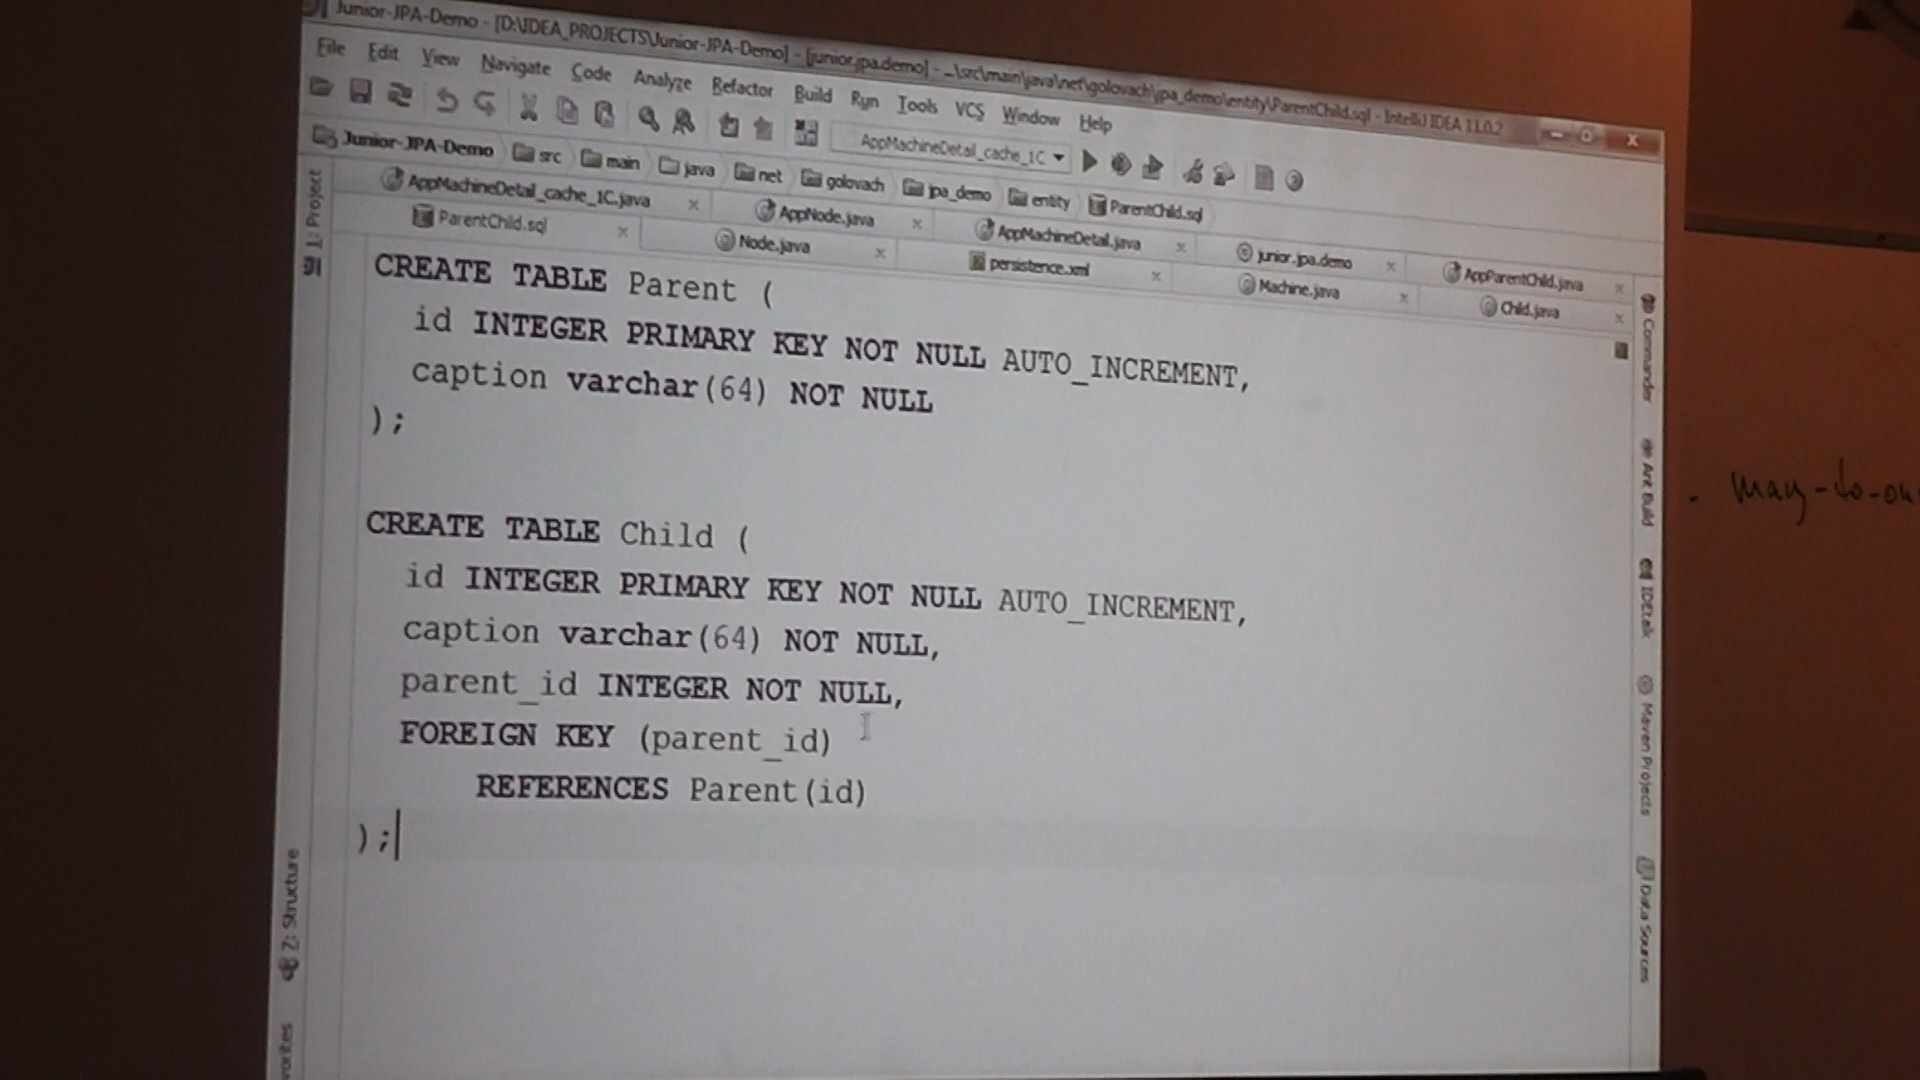 Junior-JPA-Demo - [D:\IDEA_PROJECTS\Junior-JPA-Demo] - [junior.jpa.demo] - ...\src\main\java\net\golovach\jpa_demo\entity\ParentChild.sql - IntelliJ IDEA 11.0.2
File Edit View Navigate Code Analyze Refactor Build Run Tools VCS Window Help
AppMachineDetail_cache_1C
Junior-JPA-Demo src main java net golovach jpa_demo entity ParentChild.sql
AppMachineDetail_cache_1C.java AppNode.java AppMachineDetail.java junior.jpa.demo AppParentChild.java
ParentChild.sql Node.java persistence.xml Machine.java Child.java
1: Project
CREATE TABLE Parent (
id INTEGER PRIMARY KEY NOT NULL AUTO_INCREMENT,
caption varchar(64) NOT NULL
);
CREATE TABLE Child (
id INTEGER PRIMARY KEY NOT NULL AUTO_INCREMENT,
caption varchar(64) NOT NULL,
parent_id INTEGER NOT NULL,
FOREIGN KEY (parent_id)
REFERENCES Parent(id)
);
Z: Structure
vorites
Commander
Ant Build
IDEtalk
Maven Projects
Data Sources